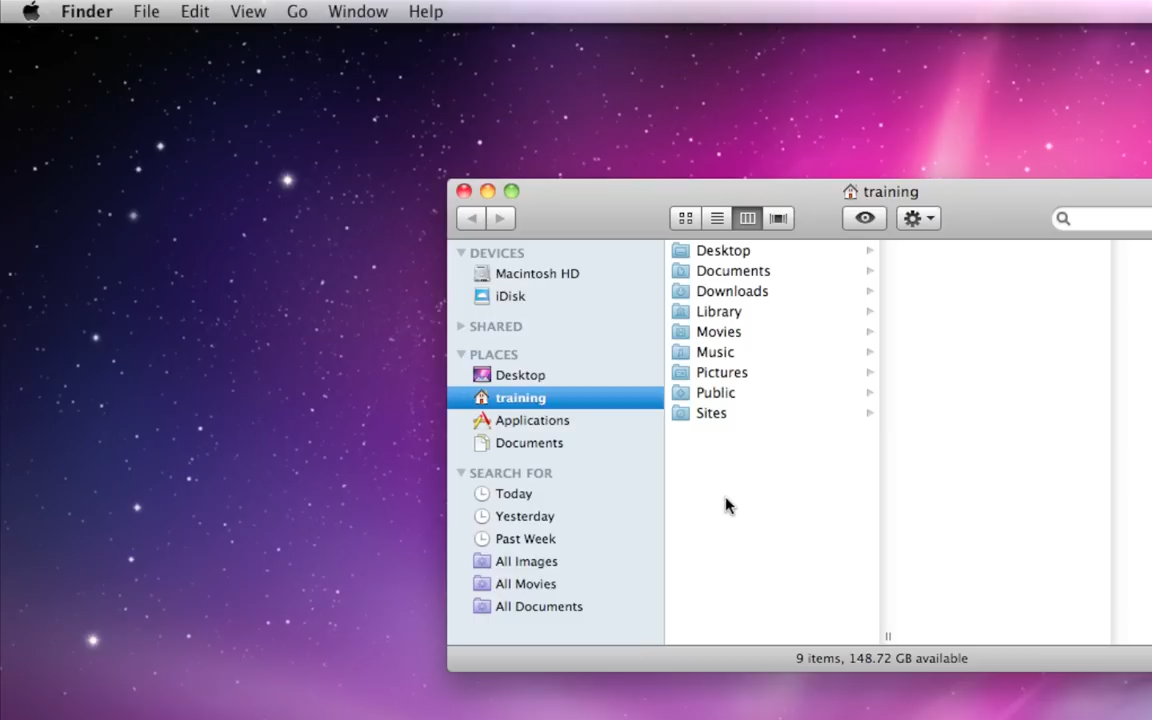 Finder File Edit View Go Window Help
training
DEVICES
Macintosh HD
iDisk
SHARED
PLACES
Desktop
training
Applications
Documents
SEARCH FOR
Today
Yesterday
Past Week
All Images
All Movies
All Documents
Desktop
Documents
Downloads
Library
Movies
Music
Pictures
Public
Sites
9 items, 148.72 GB available